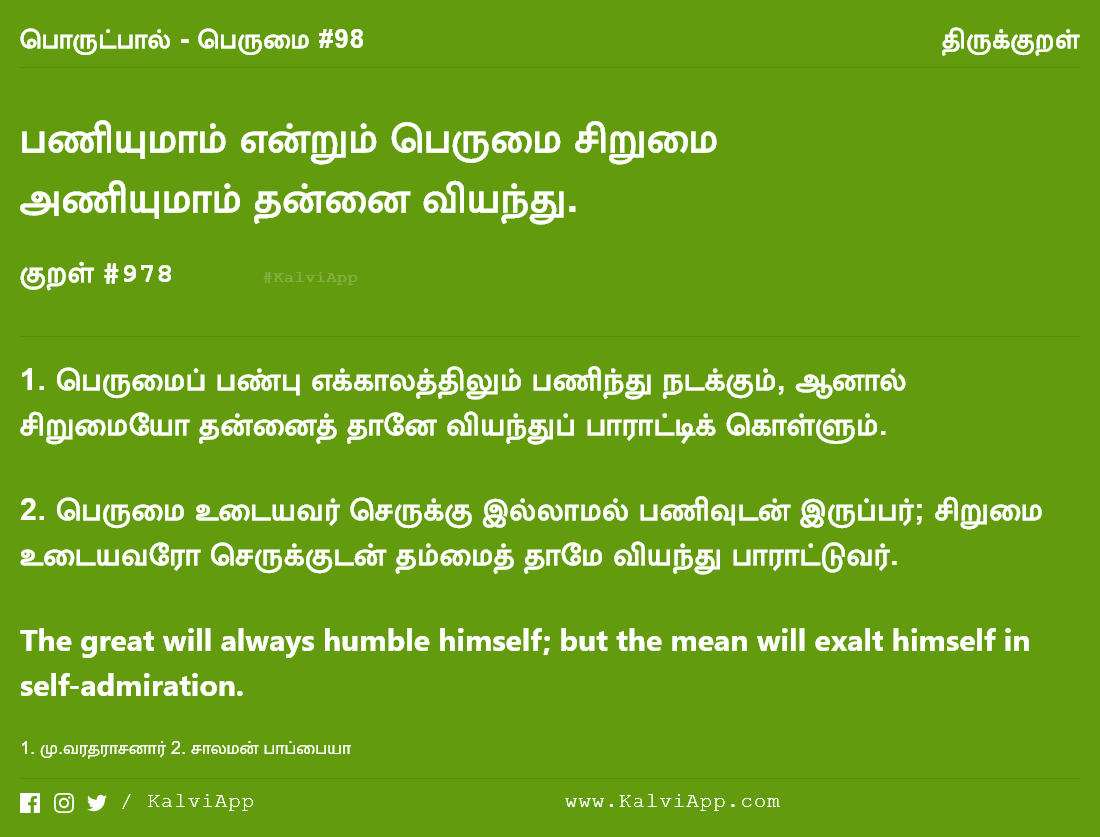 பொருட்பால் - பெருமை #98 திருக்குறள்
பணியுமாம் என்றும் பெருமை சிறுமை
அணியுமாம் தன்னை வியந்து.
குறள் #978 #KalviApp
1. பெருமைப் பண்பு எக்காலத்திலும் பணிந்து நடக்கும், ஆனால்
சிறுமையோ தன்னைத் தானே வியந்துப் பாராட்டிக் கொள்ளும்.
2. பெருமை உடையவர் செருக்கு இல்லாமல் பணிவுடன் இருப்பர்; சிறுமை
உடையவரோ செருக்குடன் தம்மைத் தாமே வியந்து பாராட்டுவர்.
The great will always humble himself; but the mean will exalt himself in
self-admiration.
1. மு.வரதராசனார் 2. சாலமன் பாப்பையா
/ KalviApp www.KalviApp.com